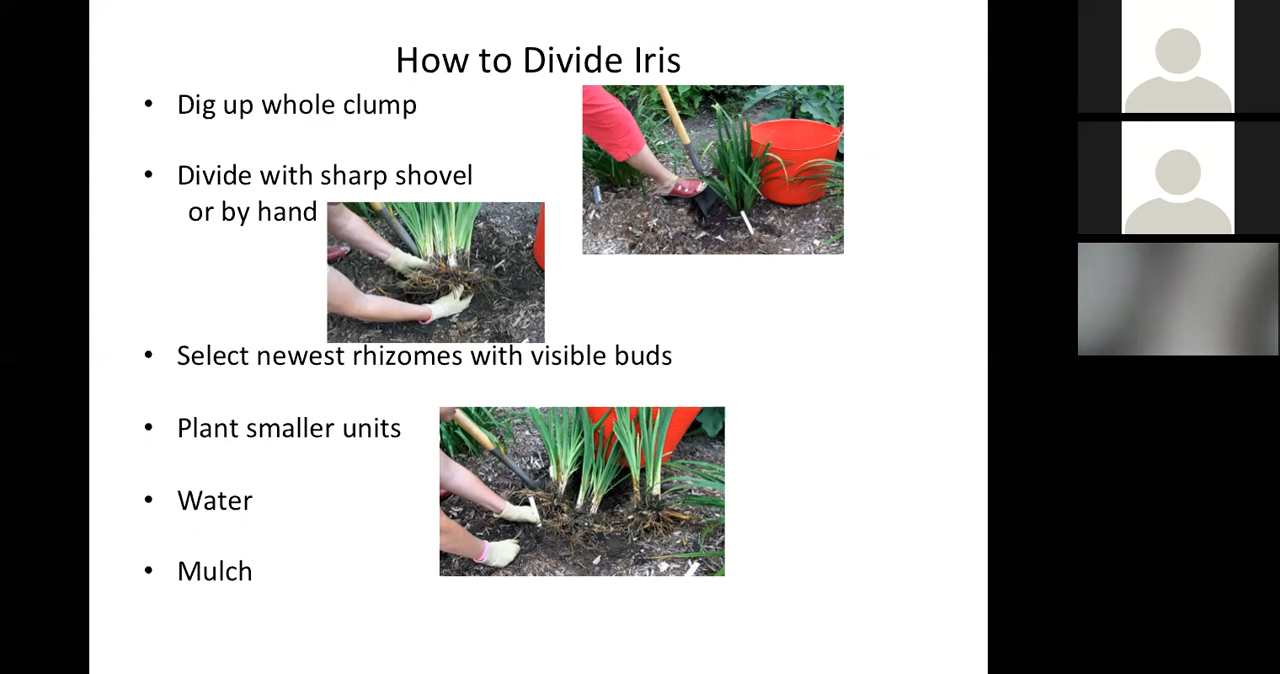 How to Divide Iris
• Dig up whole clump
• Divide with sharp shovel
or by hand
• Select newest rhizomes with visible buds
• Plant smaller units
• Water
• Mulch